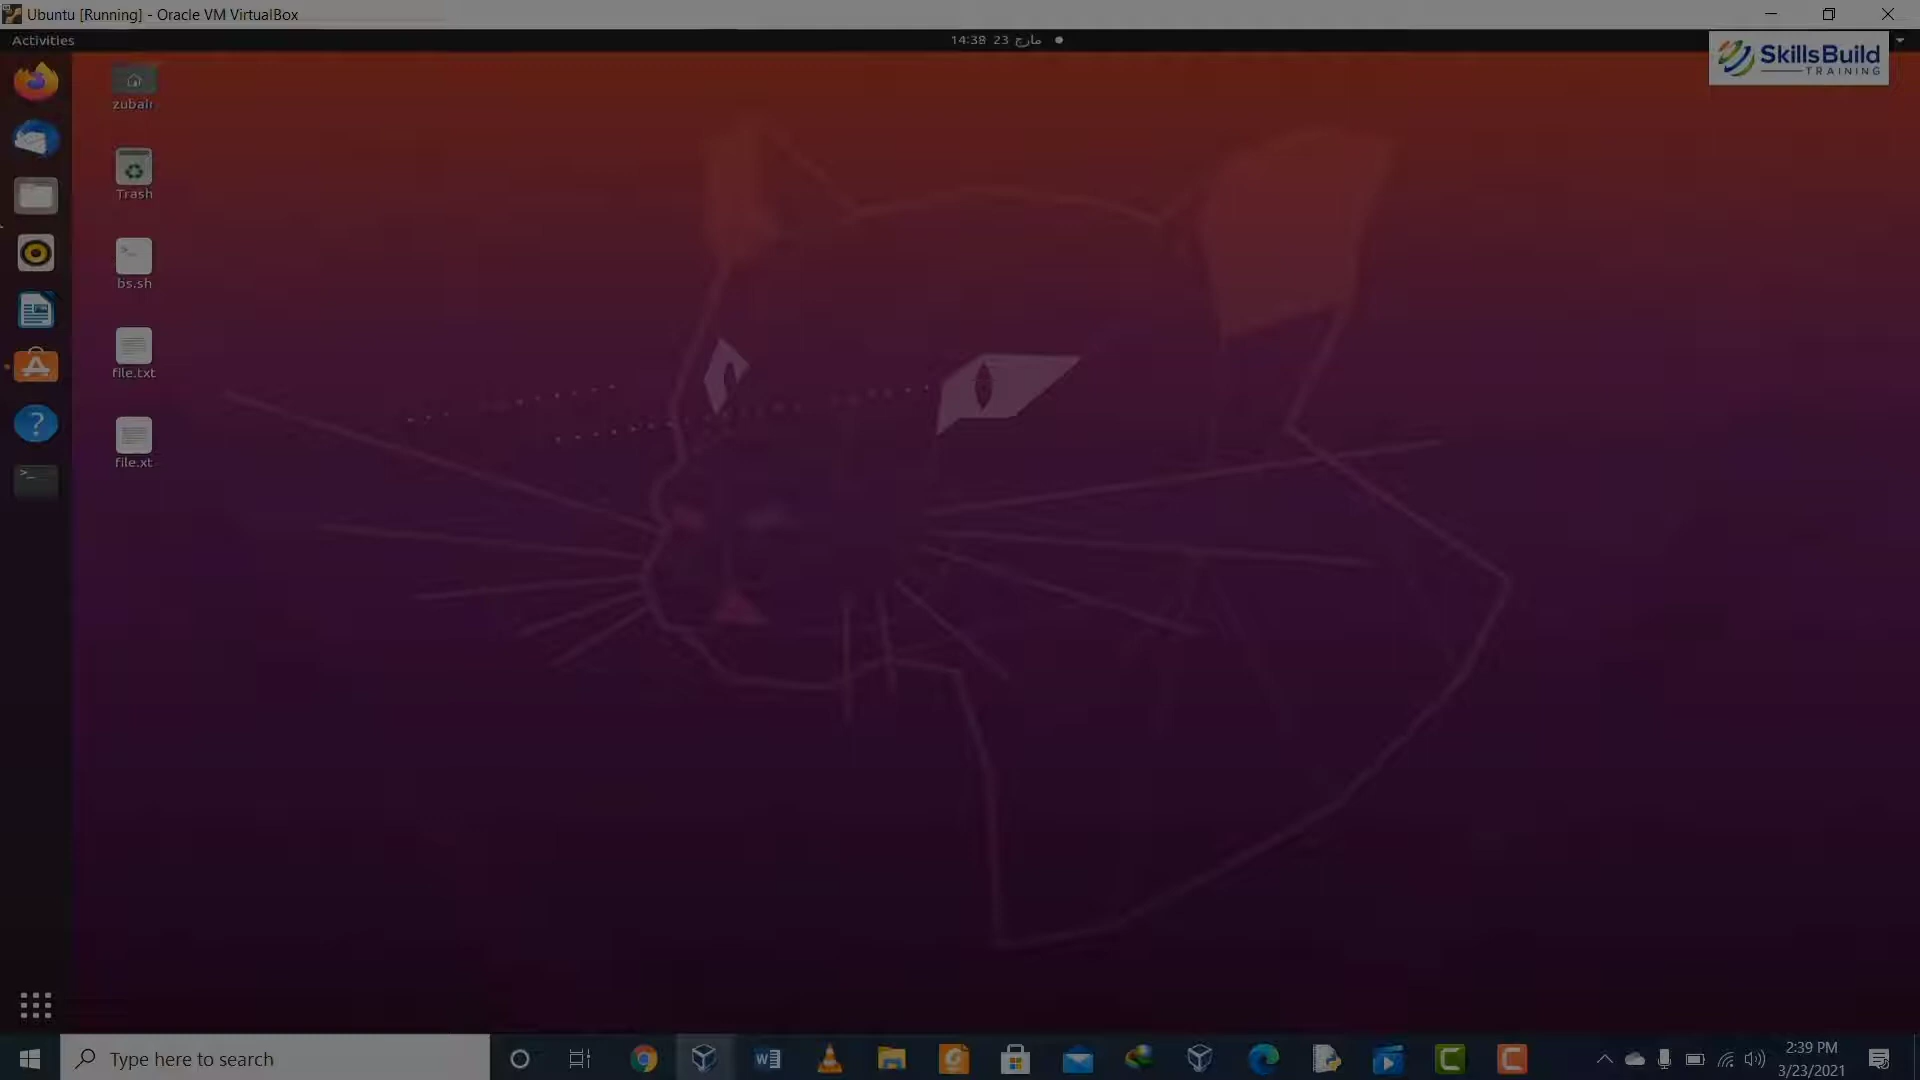 Ubuntu [Running] - Oracle VM VirtualBox
Activities
14:38 23 مارچ
SkillsBuild
TRAINING
zubair
Trash
bs.sh
file.txt
file.xt
Type here to search
2:39 PM
3/23/2021